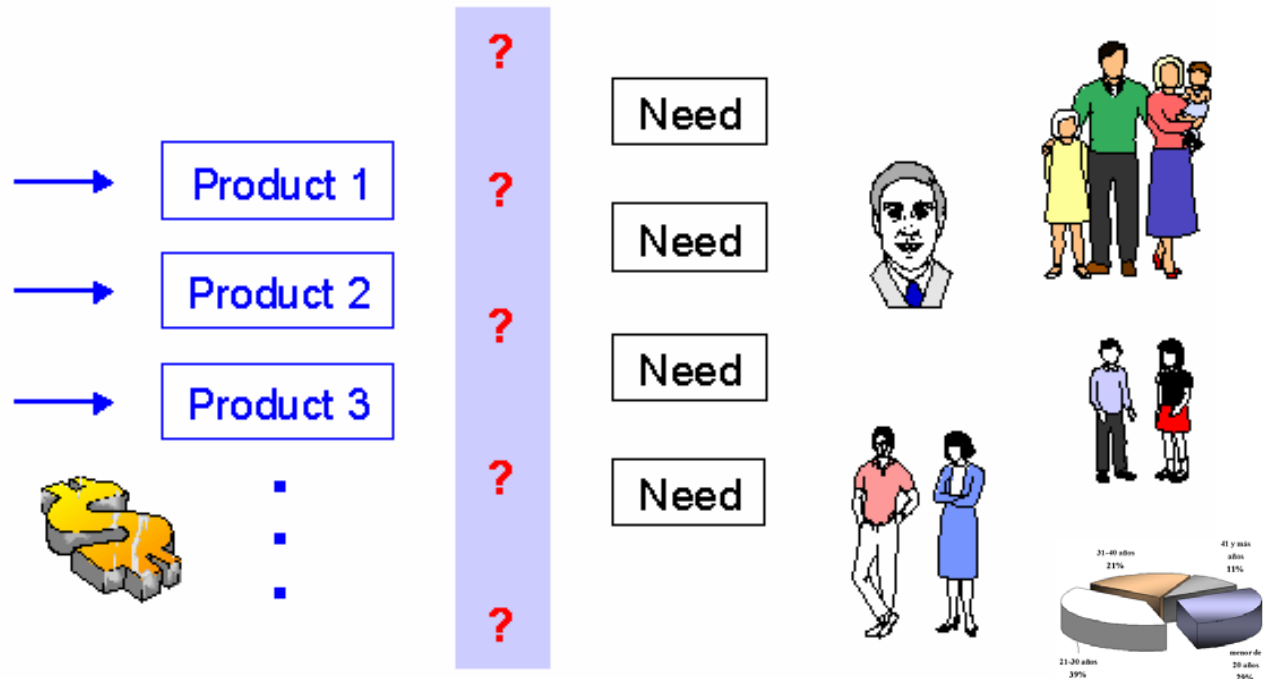 ?
Need
Product 1
?
Need
Product 2
?
Need
Product 3
?
Need
?
31-40 años
21%
41 y más
años
11%
21-30 años
39%
menor de
20 años
29%